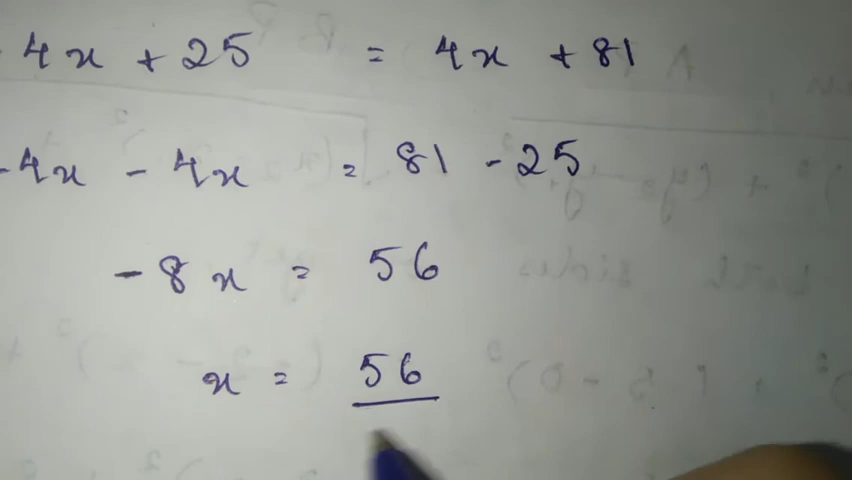 - 4x + 25 = 4x + 81
-4x - 4x = 81 - 25
-8x = 56
x = 56